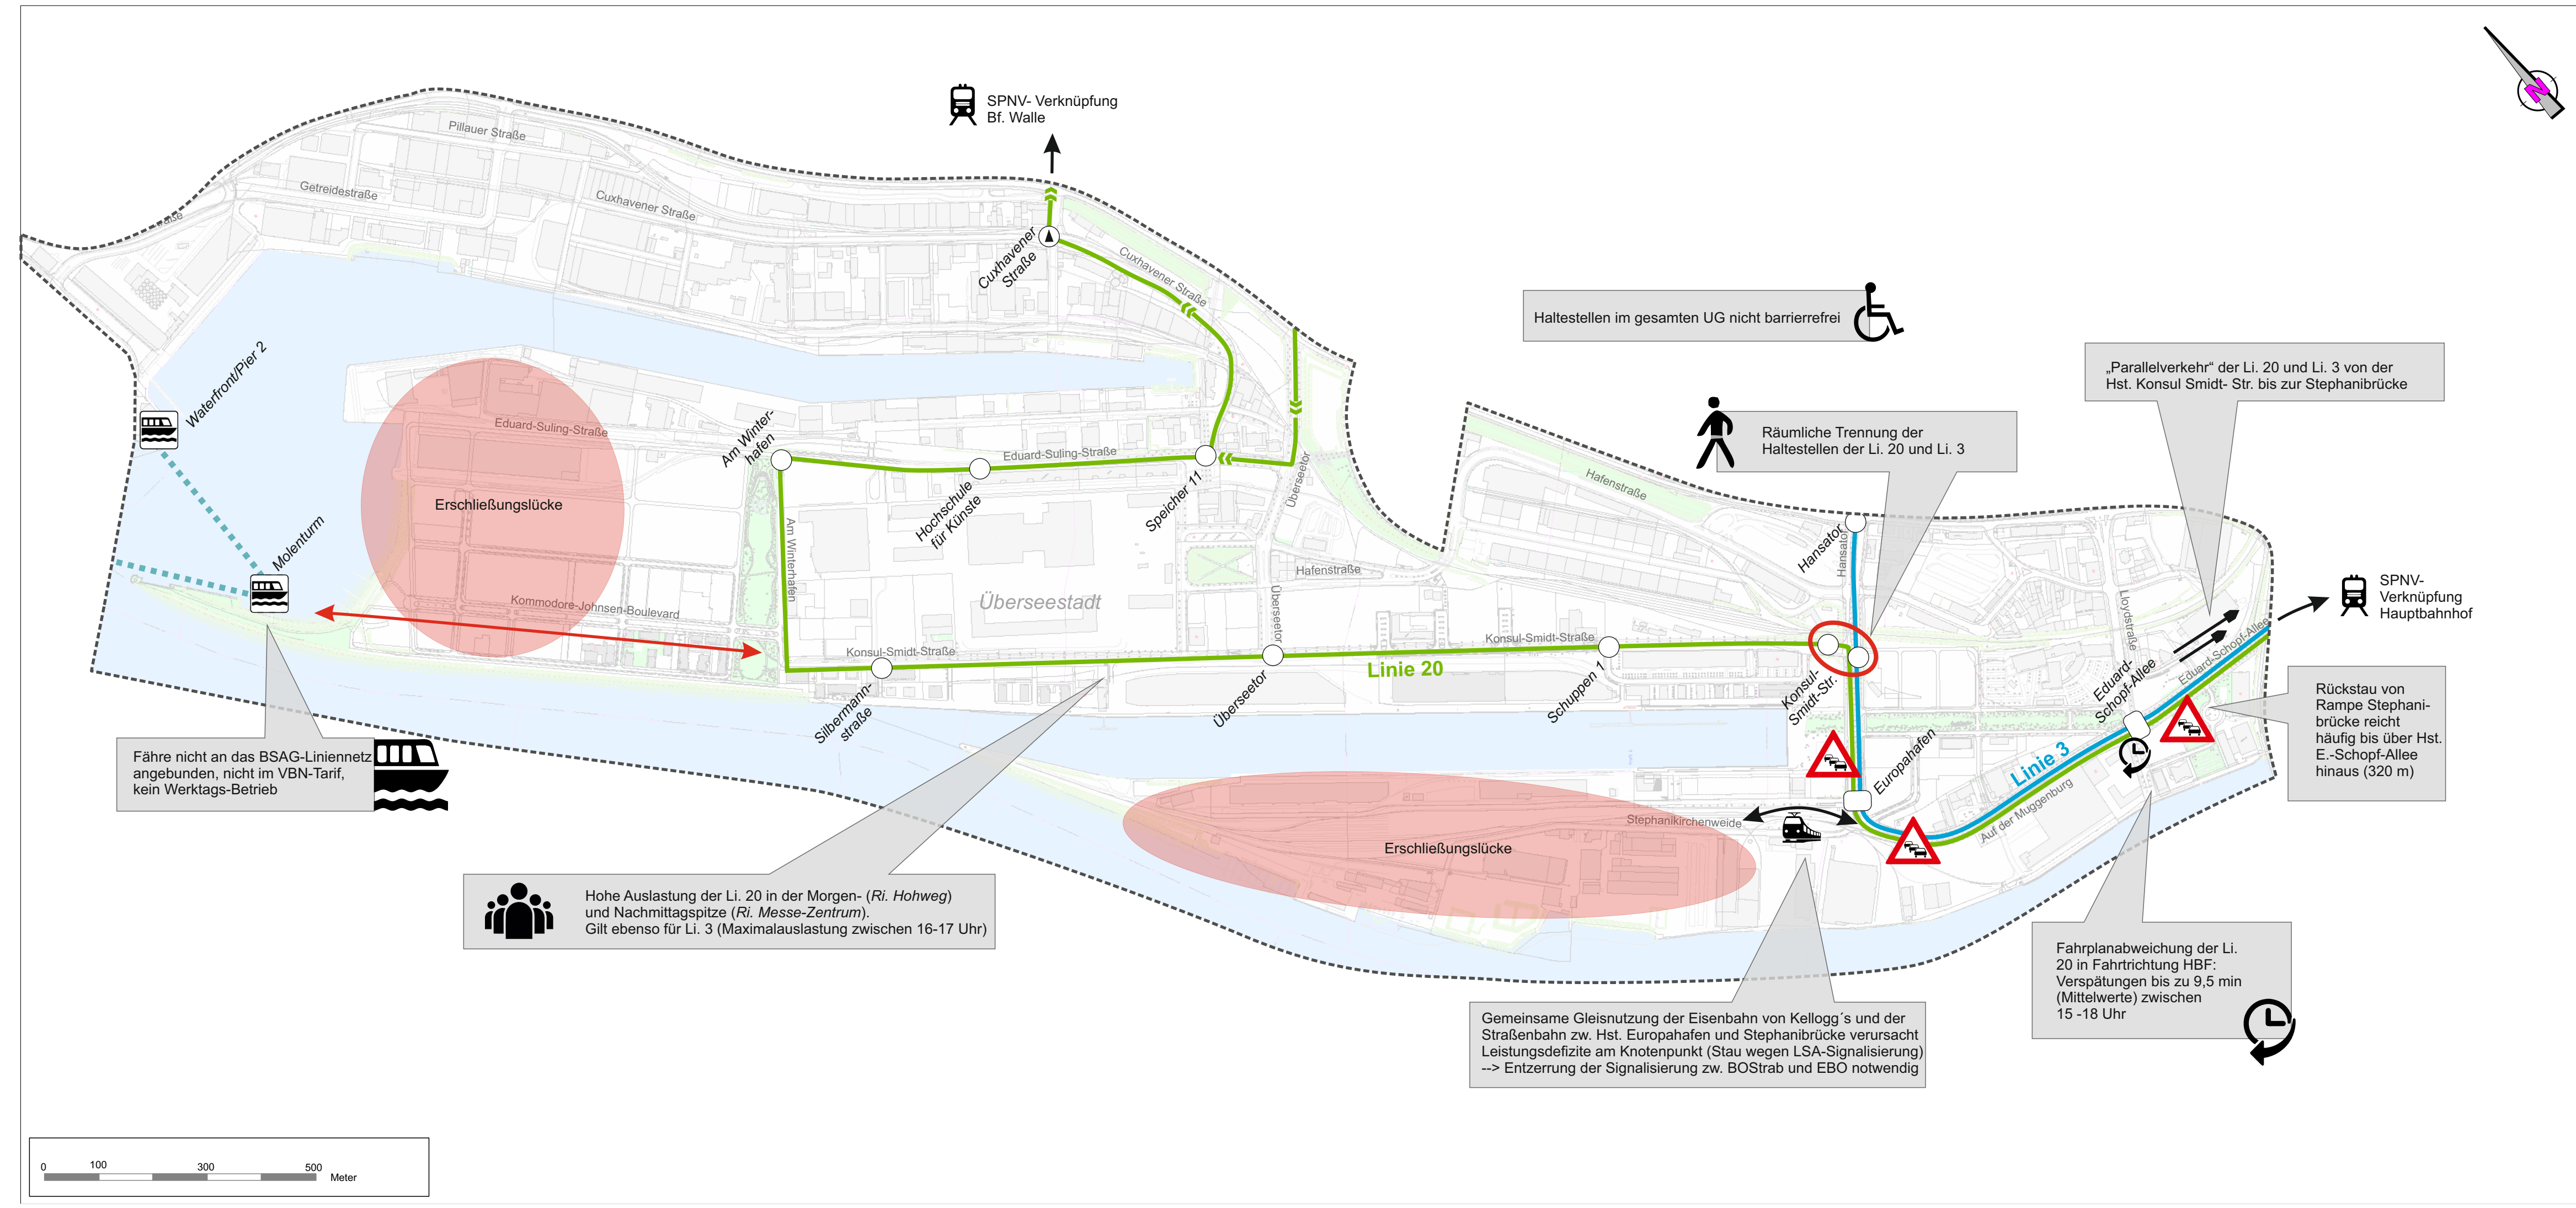 SPNV- Verknüpfung
Bf. Walle
Pillauer Straße
Getreidestraße
Cuxhavener Straße
straße
Cuxhavener
Straße
Cuxhavener Straße
Haltestellen im gesamten UG nicht barrierrefrei
„Parallelverkehr“ der Li. 20 und Li. 3 von der
Hst. Konsul Smidt- Str. bis zur Stephanibrücke
Waterfront/Pier 2
Räumliche Trennung der
Haltestellen der Li. 20 und Li. 3
Eduard-Suling-Straße
Am Winter-
hafen
Eduard-Suling-Straße
Hochschule
für Künste
Speicher 11
Überseetor
Hafenstraße
Erschließungslücke
Molenturm
Am Winterhafen
Hafenstraße
Hansator
Hansator
Überseestadt
Überseetor
Kommodore-Johnsen-Boulevard
Konsul-Smidt-Straße
Konsul-Smidt-Straße
Linie 20
Silbermann-
straße
Überseetor
Schuppen 1
Konsul-
Smidt-Str.
Lloydstraße
Eduard-Schopf-Allee
Eduard-
Schopf-Allee
SPNV-
Verknüpfung
Hauptbahnhof
Rückstau von
Rampe Stephani-
brücke reicht
häufig bis über Hst.
E.-Schopf-Allee
hinaus (320 m)
Fähre nicht an das BSAG-Liniennetz
angebunden, nicht im VBN-Tarif,
kein Werktags-Betrieb
Europahafen
Linie 3
Auf der Muggenburg
Stephanikirchenweide
Erschließungslücke
Hohe Auslastung der Li. 20 in der Morgen- (Ri. Hohweg)
und Nachmittagspitze (Ri. Messe-Zentrum).
Gilt ebenso für Li. 3 (Maximalauslastung zwischen 16-17 Uhr)
Fahrplanabweichung der Li.
20 in Fahrtrichtung HBF:
Verspätungen bis zu 9,5 min
(Mittelwerte) zwischen
15 -18 Uhr
Gemeinsame Gleisnutzung der Eisenbahn von Kellogg´s und der
Straßenbahn zw. Hst. Europahafen und Stephanibrücke verursacht
Leistungsdefizite am Knotenpunkt (Stau wegen LSA-Signalisierung)
--> Entzerrung der Signalisierung zw. BOStrab und EBO notwendig
N
0 100 300 500
Meter